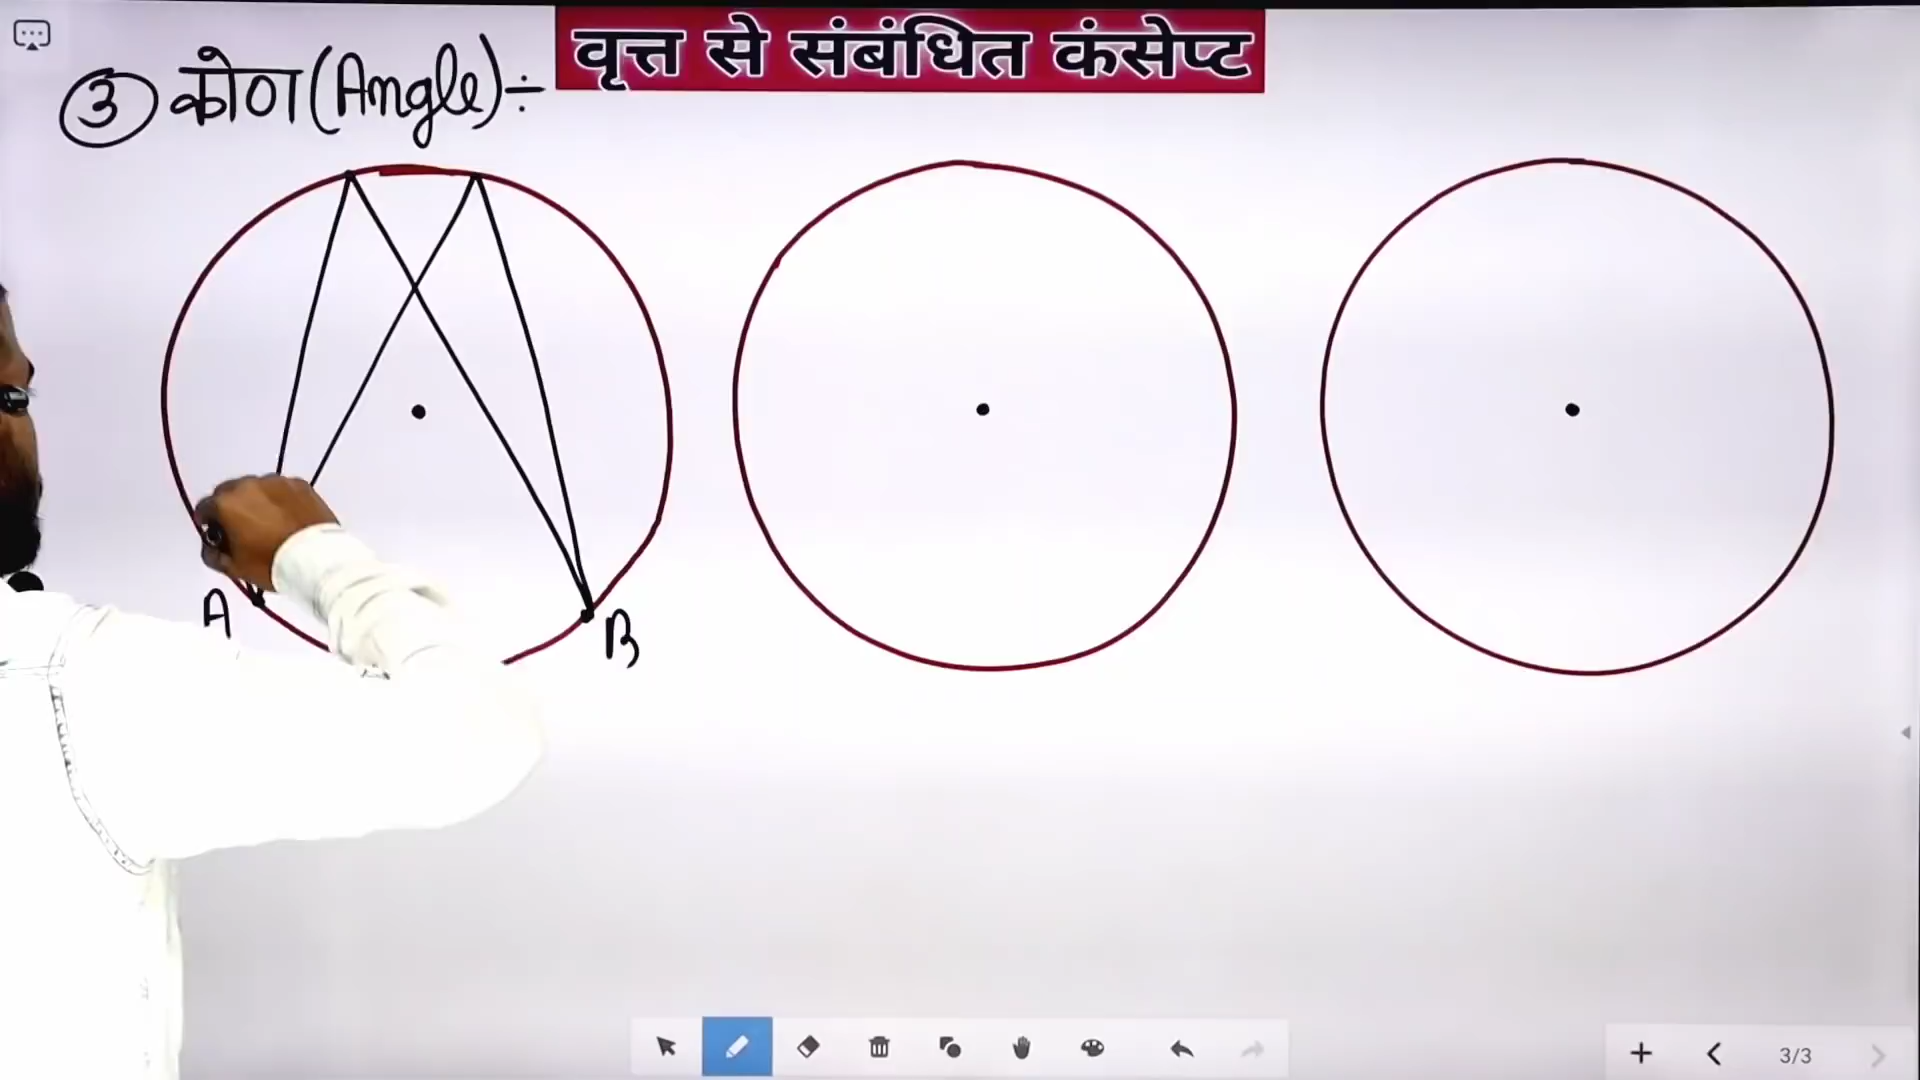 वृत्त से संबंधित कंसेप्ट
③ कोण (Angle) ÷
A
B
3/3